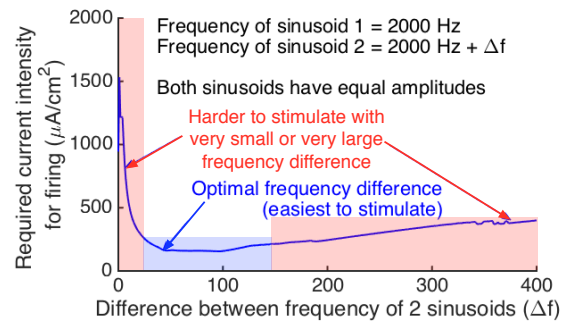 2000
1500
1000
500
0
Required current intensity
for firing (μA/cm²)
Frequency of sinusoid 1 = 2000 Hz
Frequency of sinusoid 2 = 2000 Hz + Δf
Both sinusoids have equal amplitudes
Harder to stimulate with
very small or very large
frequency difference
Optimal frequency difference
(easiest to stimulate)
0 100 200 300 400
Difference between frequency of 2 sinusoids (Δf)